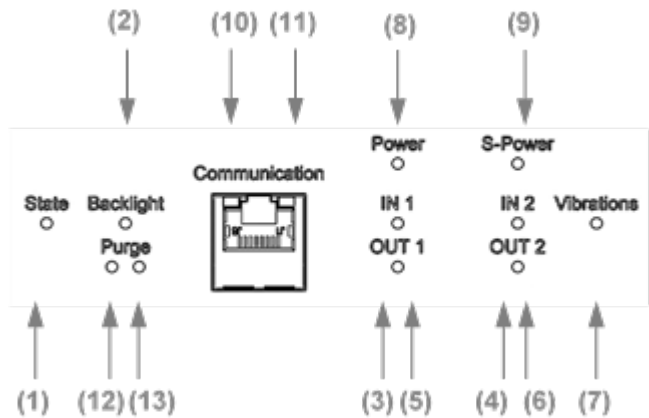 (2) (10) (11) (8) (9)
Power S-Power
Communication
State Backlight IN 1 IN 2 Vibrations
Purge OUT 1 OUT 2
(1) (12) (13) (3) (5) (4) (6) (7)